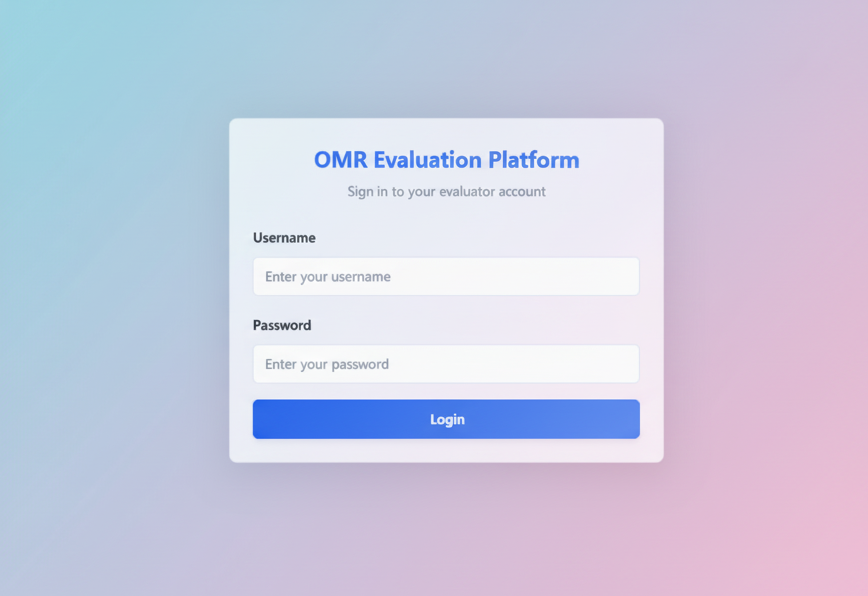 OMR Evaluation Platform
Sign in to your evaluator account
Username
Enter your username
Password
Enter your password
Login